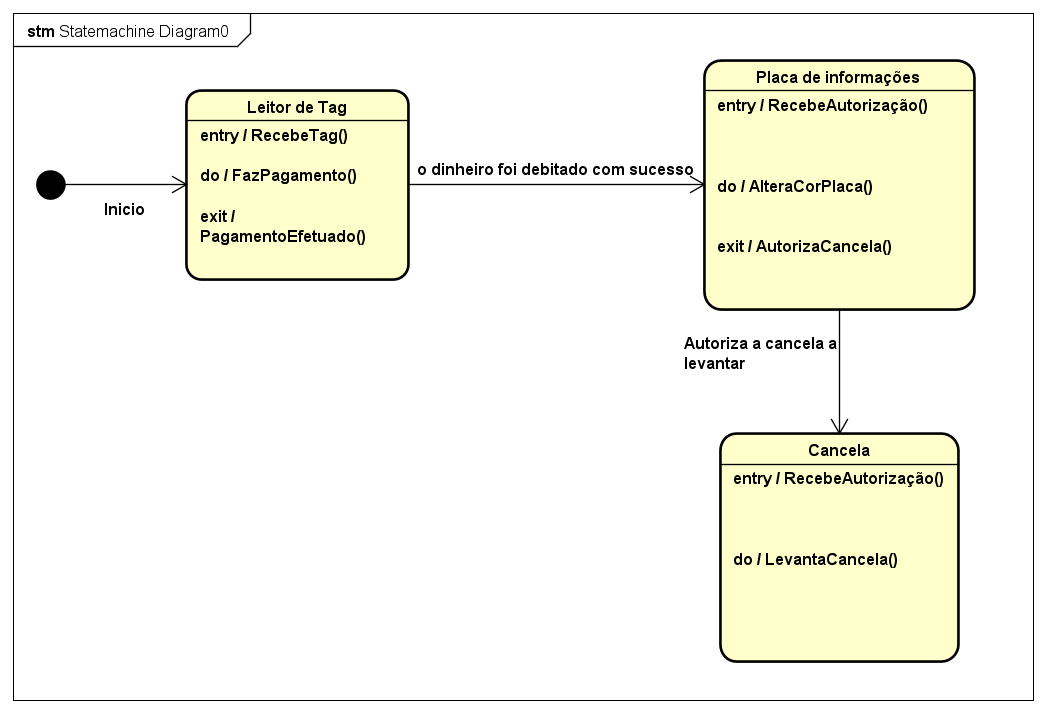 stm Statemachine Diagram0
Leitor de Tag
entry / RecebeTag()
do / FazPagamento()
exit /
PagamentoEfetuado()
Inicio
o dinheiro foi debitado com sucesso
Placa de informações
entry / RecebeAutorização()
do / AlteraCorPlaca()
exit / AutorizaCancela()
Autoriza a cancela a
levantar
Cancela
entry / RecebeAutorização()
do / LevantaCancela()